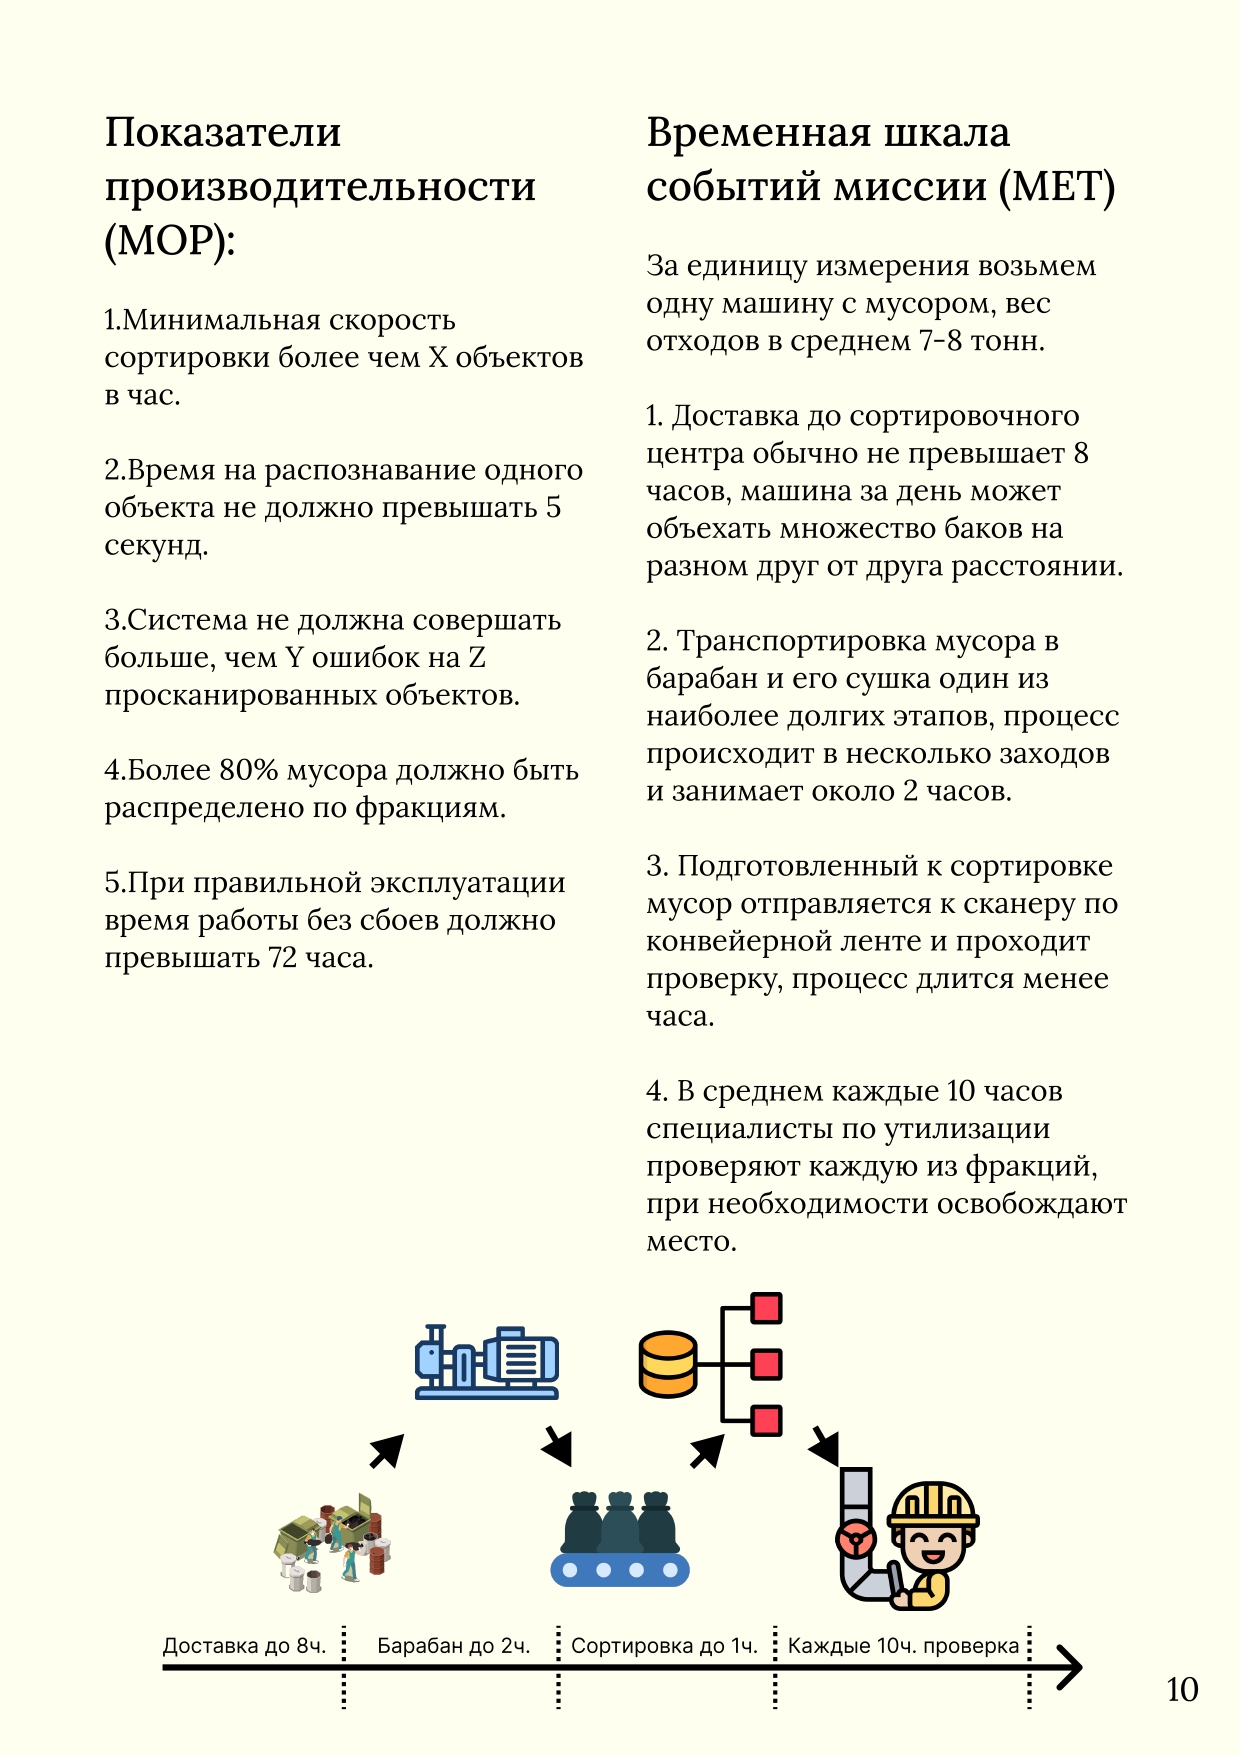 Показатели
производительности
(МОР):
1.Минимальная скорость
сортировки более чем X объектов
в час.
2.Время на распознавание одного
объекта не должно превышать 5
секунд.
3.Система не должна совершать
больше, чем Y ошибок на Z
просканированных объектов.
4.Более 80% мусора должно быть
распределено по фракциям.
5.При правильной эксплуатации
время работы без сбоев должно
превышать 72 часа.
Временная шкала
событий миссии (МЕТ)
За единицу измерения возьмем
одну машину с мусором, вес
отходов в среднем 7-8 тонн.
1. Доставка до сортировочного
центра обычно не превышает 8
часов, машина за день может
объехать множество баков на
разном друг от друга расстоянии.
2. Транспортировка мусора в
барабан и его сушка один из
наиболее долгих этапов, процесс
происходит в несколько заходов
и занимает около 2 часов.
3. Подготовленный к сортировке
мусор отправляется к сканеру по
конвейерной ленте и проходит
проверку, процесс длится менее
часа.
4. В среднем каждые 10 часов
специалисты по утилизации
проверяют каждую из фракций,
при необходимости освобождают
место.
Доставка до 8ч.
Барабан до 2ч.
Сортировка до 1ч.
Каждые 10ч. проверка
10